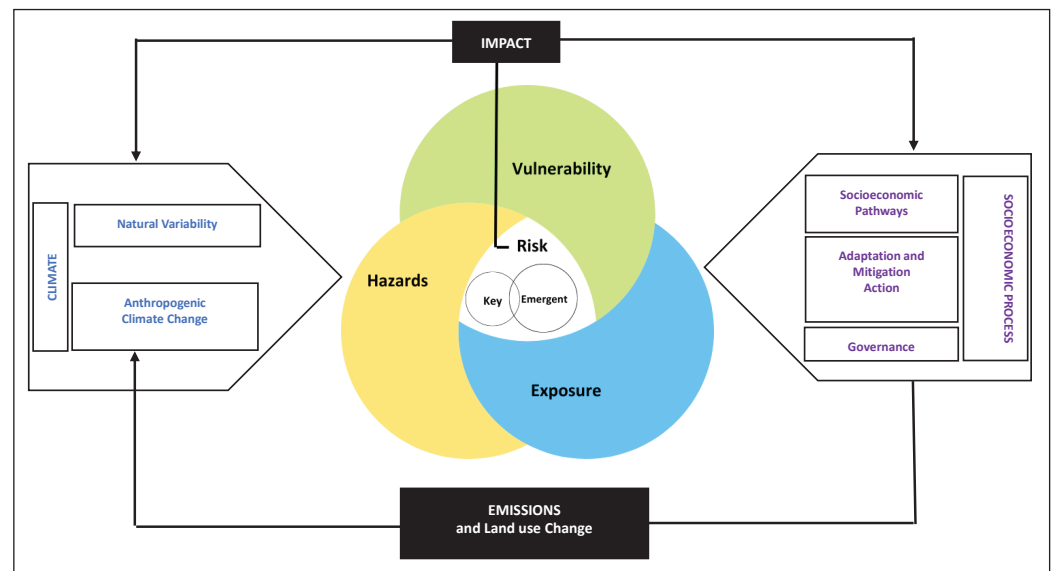 IMPACT
Vulnerability
Risk
Hazards
Key
Emergent
Exposure
CLIMATE
Natural Variability
Anthropogenic
Climate Change
Socioeconomic
Pathways
Adaptation and
Mitigation
Action
Governance
SOCIOECONOMIC PROCESS
EMISSIONS
and Land use Change